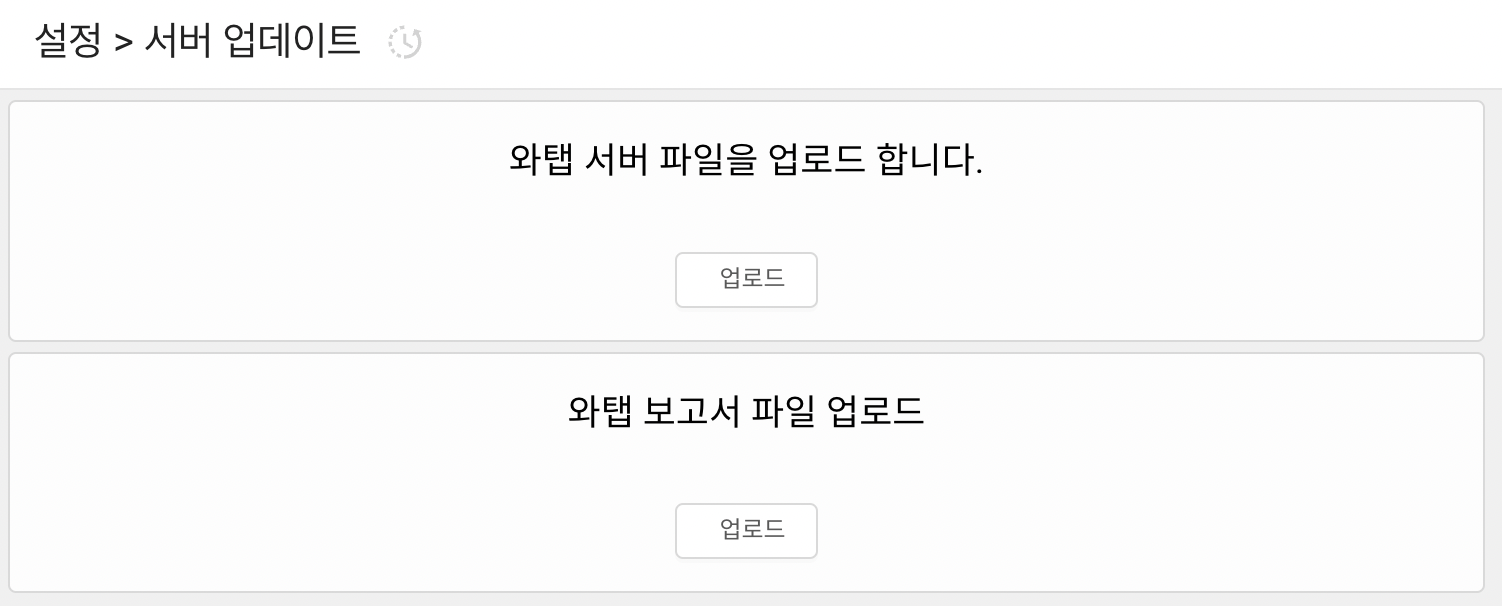 설정 > 서버 업데이트
와탭 서버 파일을 업로드 합니다.
업로드
와탭 보고서 파일 업로드
업로드